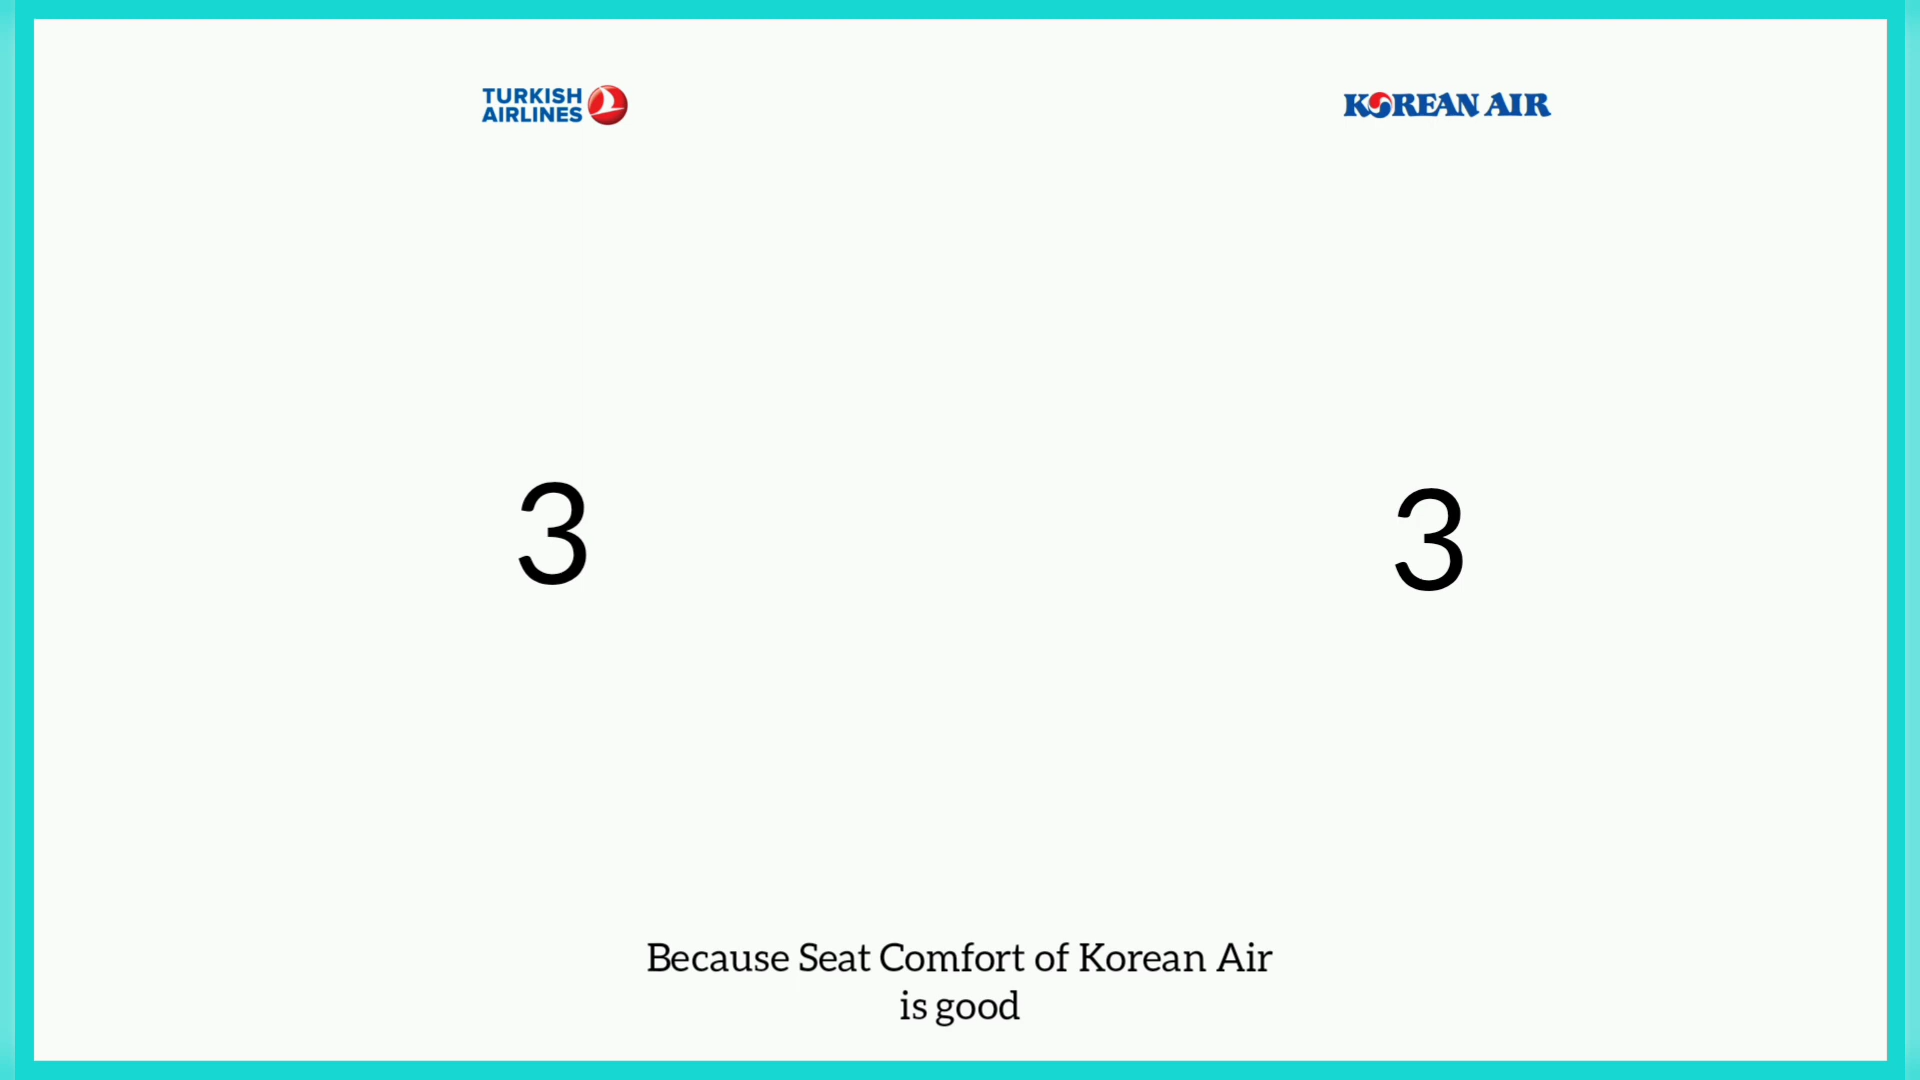 TURKISH
AIRLINES
KOREAN AIR
3
3
Because Seat Comfort of Korean Air
is good